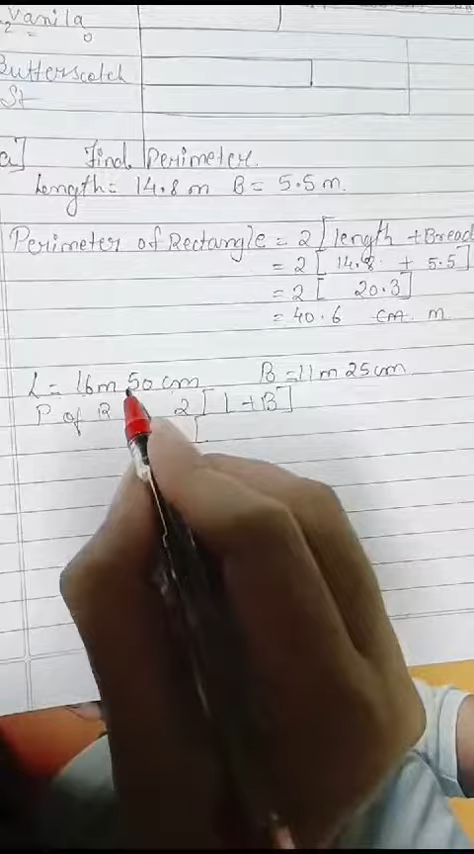 Vanila
Butterscotch
St
a] Find Perimeter.
Length = 14.8 m B = 5.5 m.
Perimeter of Rectangle = 2 [length + Bread
= 2 [ 14.8 + 5.5]
= 2 [ 20.3]
= 40.6 m
L = 16m 50 cm B = 11 m 25 cm
P of R 2 [ L + B ]
[